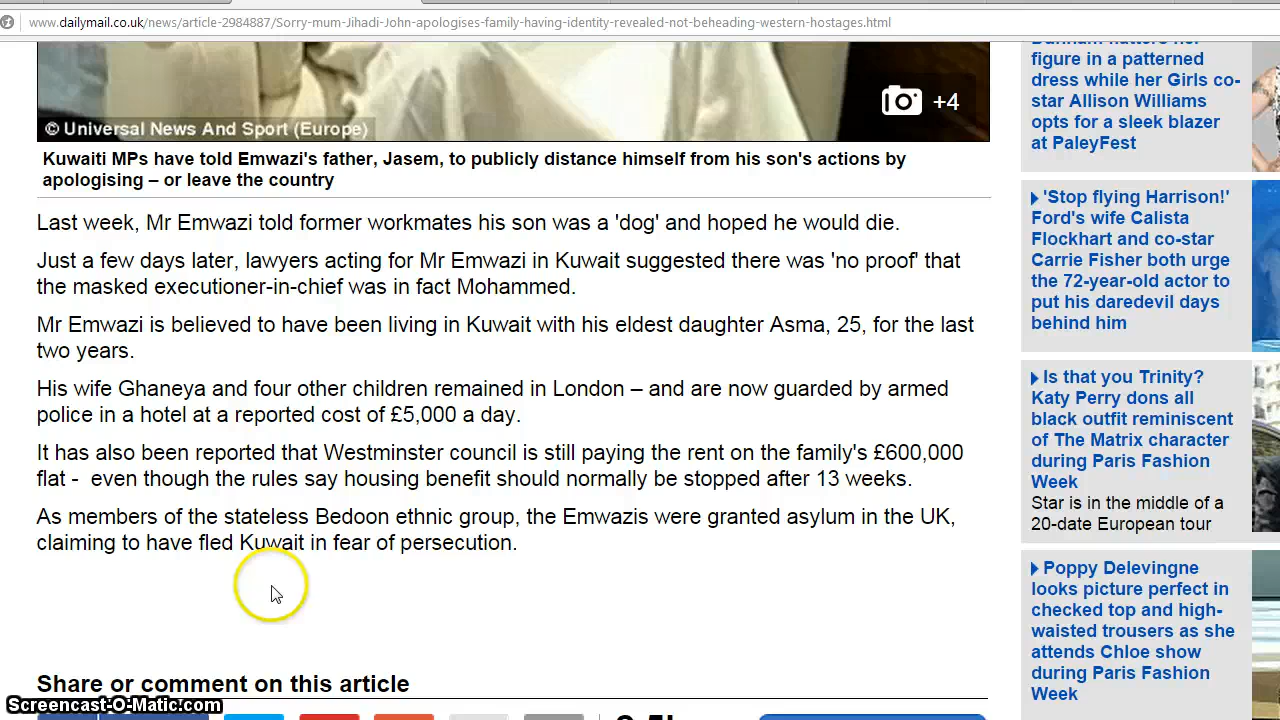 www.dailymail.co.uk/news/article-2984887/Sorry-mum-Jihadi-John-apologises-family-having-identity-revealed-not-beheading-western-hostages.html
+4
© Universal News And Sport (Europe)
Kuwaiti MPs have told Emwazi's father, Jasem, to publicly distance himself from his son's actions by
apologising – or leave the country
Last week, Mr Emwazi told former workmates his son was a 'dog' and hoped he would die.
Just a few days later, lawyers acting for Mr Emwazi in Kuwait suggested there was 'no proof' that
the masked executioner-in-chief was in fact Mohammed.
Mr Emwazi is believed to have been living in Kuwait with his eldest daughter Asma, 25, for the last
two years.
His wife Ghaneya and four other children remained in London – and are now guarded by armed
police in a hotel at a reported cost of £5,000 a day.
It has also been reported that Westminster council is still paying the rent on the family's £600,000
flat -  even though the rules say housing benefit should normally be stopped after 13 weeks.
As members of the stateless Bedoon ethnic group, the Emwazis were granted asylum in the UK,
claiming to have fled Kuwait in fear of persecution.
Share or comment on this article
Screencast-O-Matic.com
figure in a patterned
dress while her Girls co-
star Allison Williams
opts for a sleek blazer
at PaleyFest
'Stop flying Harrison!'
Ford's wife Calista
Flockhart and co-star
Carrie Fisher both urge
the 72-year-old actor to
put his daredevil days
behind him
Is that you Trinity?
Katy Perry dons all
black outfit reminiscent
of The Matrix character
during Paris Fashion
Week
Star is in the middle of a
20-date European tour
Poppy Delevingne
looks picture perfect in
checked top and high-
waisted trousers as she
attends Chloe show
during Paris Fashion
Week